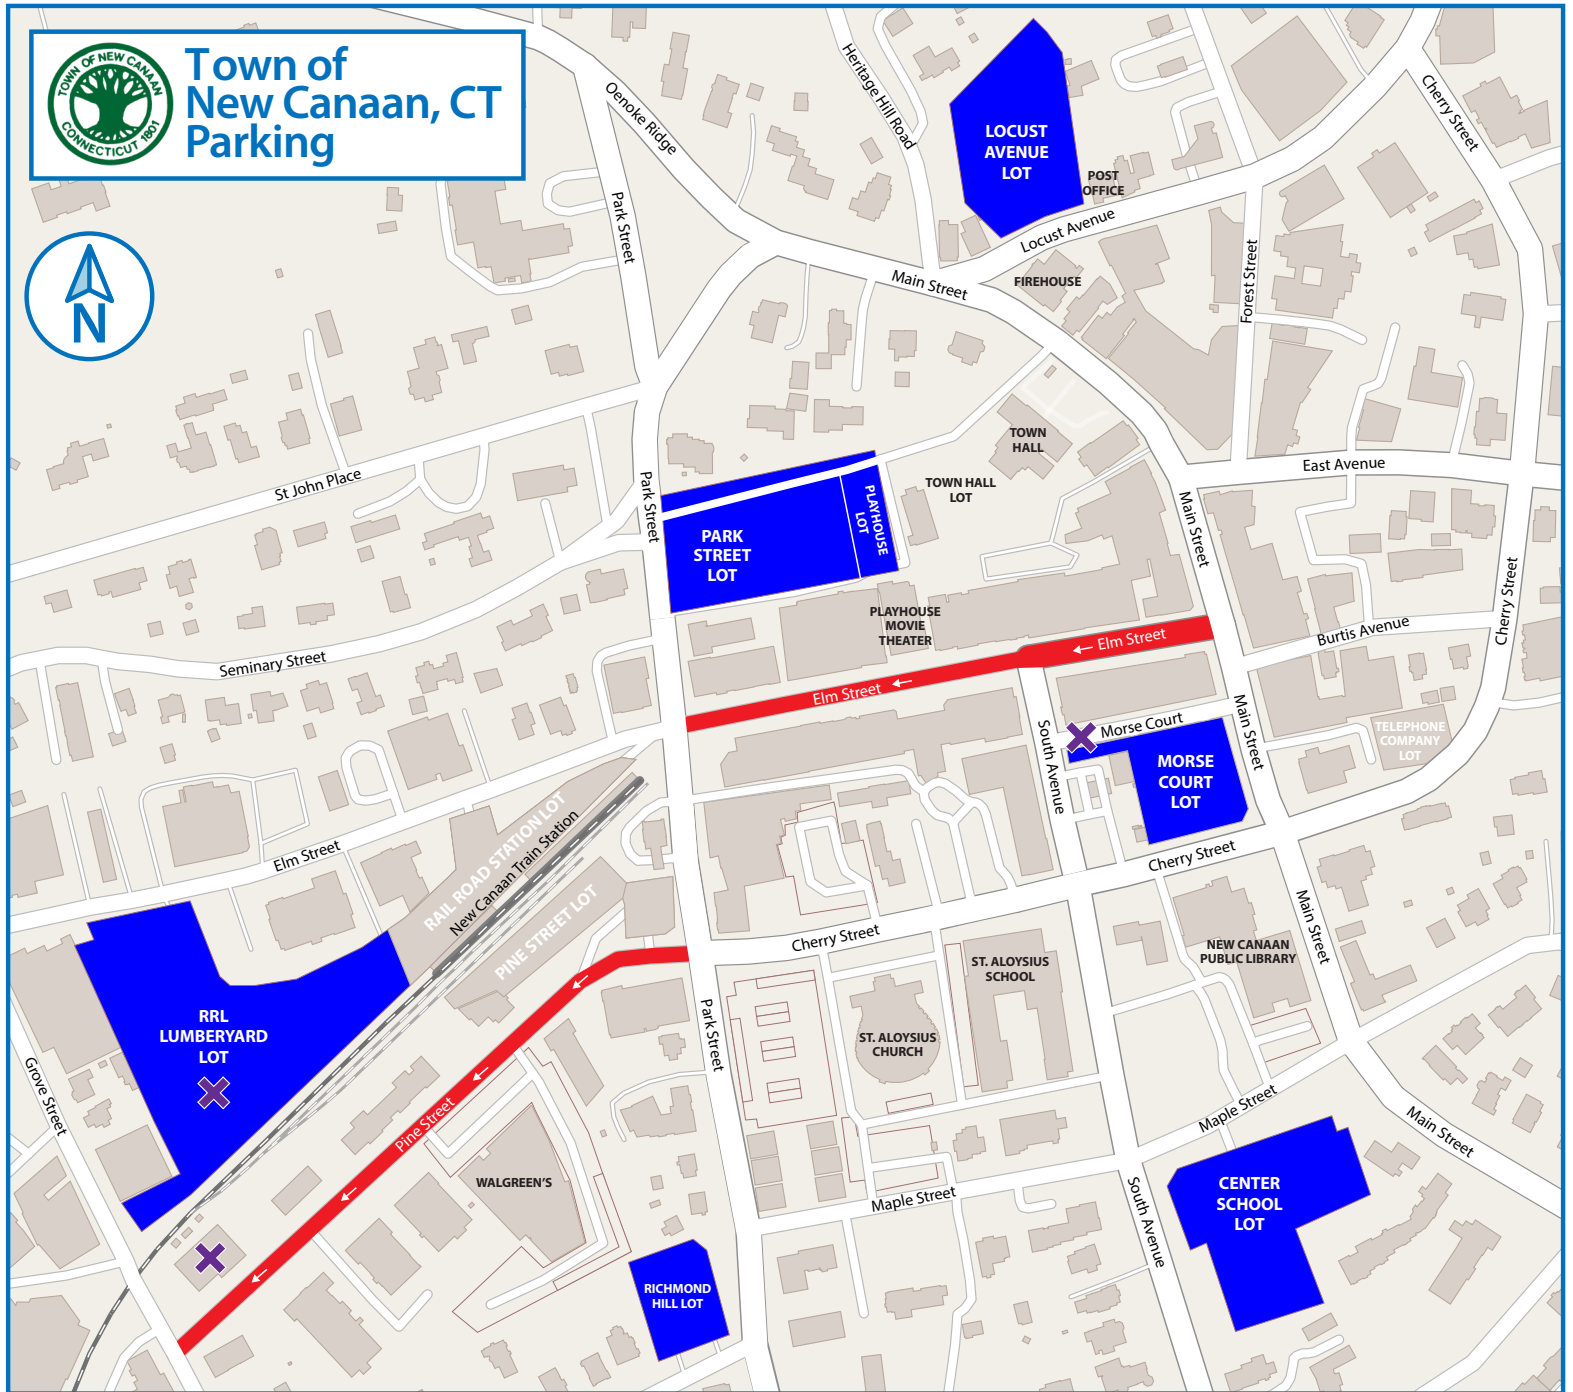 TOWN OF NEW CANAAN
CONNECTICUT 1801
Town of
New Canaan, CT
Parking
N
Oenoke Ridge
Heritage Hill Road
Park Street
LOCUST
AVENUE
LOT
POST
OFFICE
Locust Avenue
Cherry Street
Main Street
FIREHOUSE
Forest Street
St John Place
Park Street
TOWN
HALL
TOWN HALL
LOT
East Avenue
Main Street
PARK
STREET
LOT
PLAYHOUSE
LOT
PLAYHOUSE
MOVIE
THEATER
Seminary Street
Elm Street
Elm Street
Burtis Avenue
Cherry Street
Morse Court
South Avenue
Main Street
MORSE
COURT
LOT
TELEPHONE
COMPANY
LOT
Elm Street
RAIL ROAD STATION LOT
New Canaan Train Station
PINE STREET LOT
Cherry Street
Cherry Street
Main Street
NEW CANAAN
PUBLIC LIBRARY
ST. ALOYSIUS
SCHOOL
ST. ALOYSIUS
CHURCH
Park Street
RRL
LUMBERYARD
LOT
Grove Street
Pine Street
WALGREEN'S
Maple Street
Maple Street
Main Street
South Avenue
CENTER
SCHOOL
LOT
RICHMOND
HILL LOT